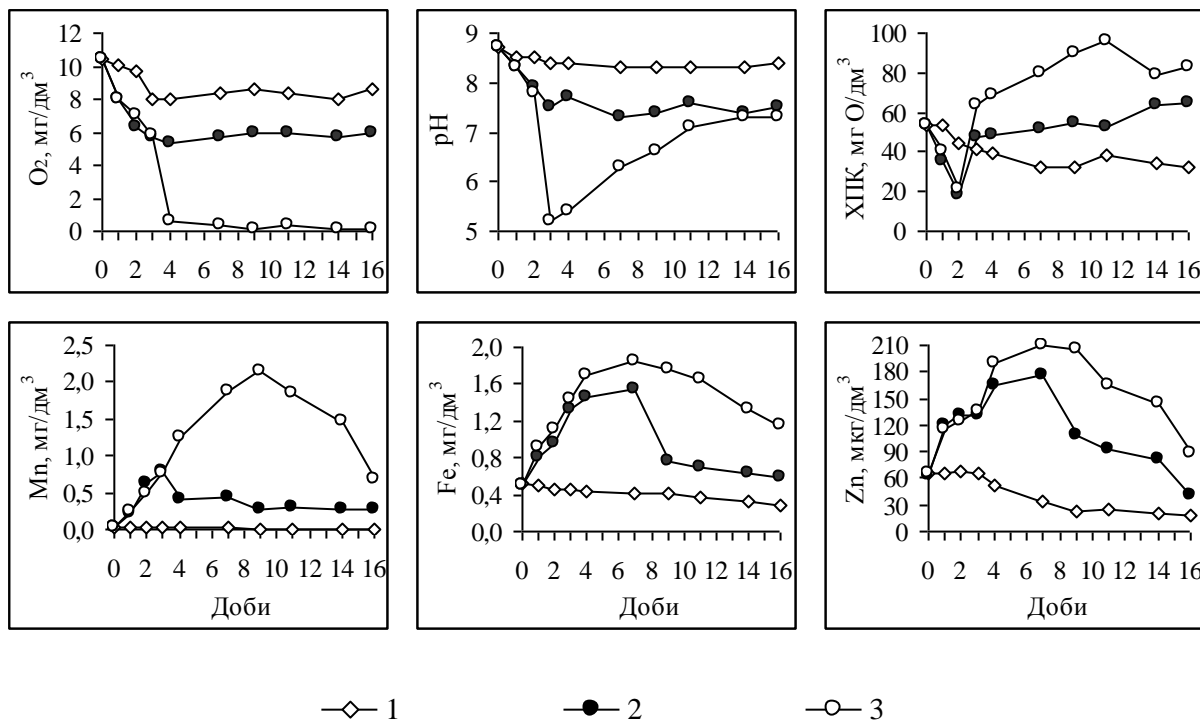 12
10
8
6
4
2
0
O₂, мг/дм³
0 2 4 6 8 10 12 14 16
9
8
7
6
5
pH
0 2 4 6 8 10 12 14 16
100
80
60
40
20
0
ХПК, мг О/дм³
0 2 4 6 8 10 12 14 16
2,5
2,0
1,5
1,0
0,5
0,0
Mn, мг/дм³
0 2 4 6 8 10 12 14 16
Доби
2,0
1,6
1,2
0,8
0,4
0,0
Fe, мг/дм³
0 2 4 6 8 10 12 14 16
Доби
210
180
150
120
90
60
30
0
Zn, мкг/дм³
0 2 4 6 8 10 12 14 16
Доби
1 2 3